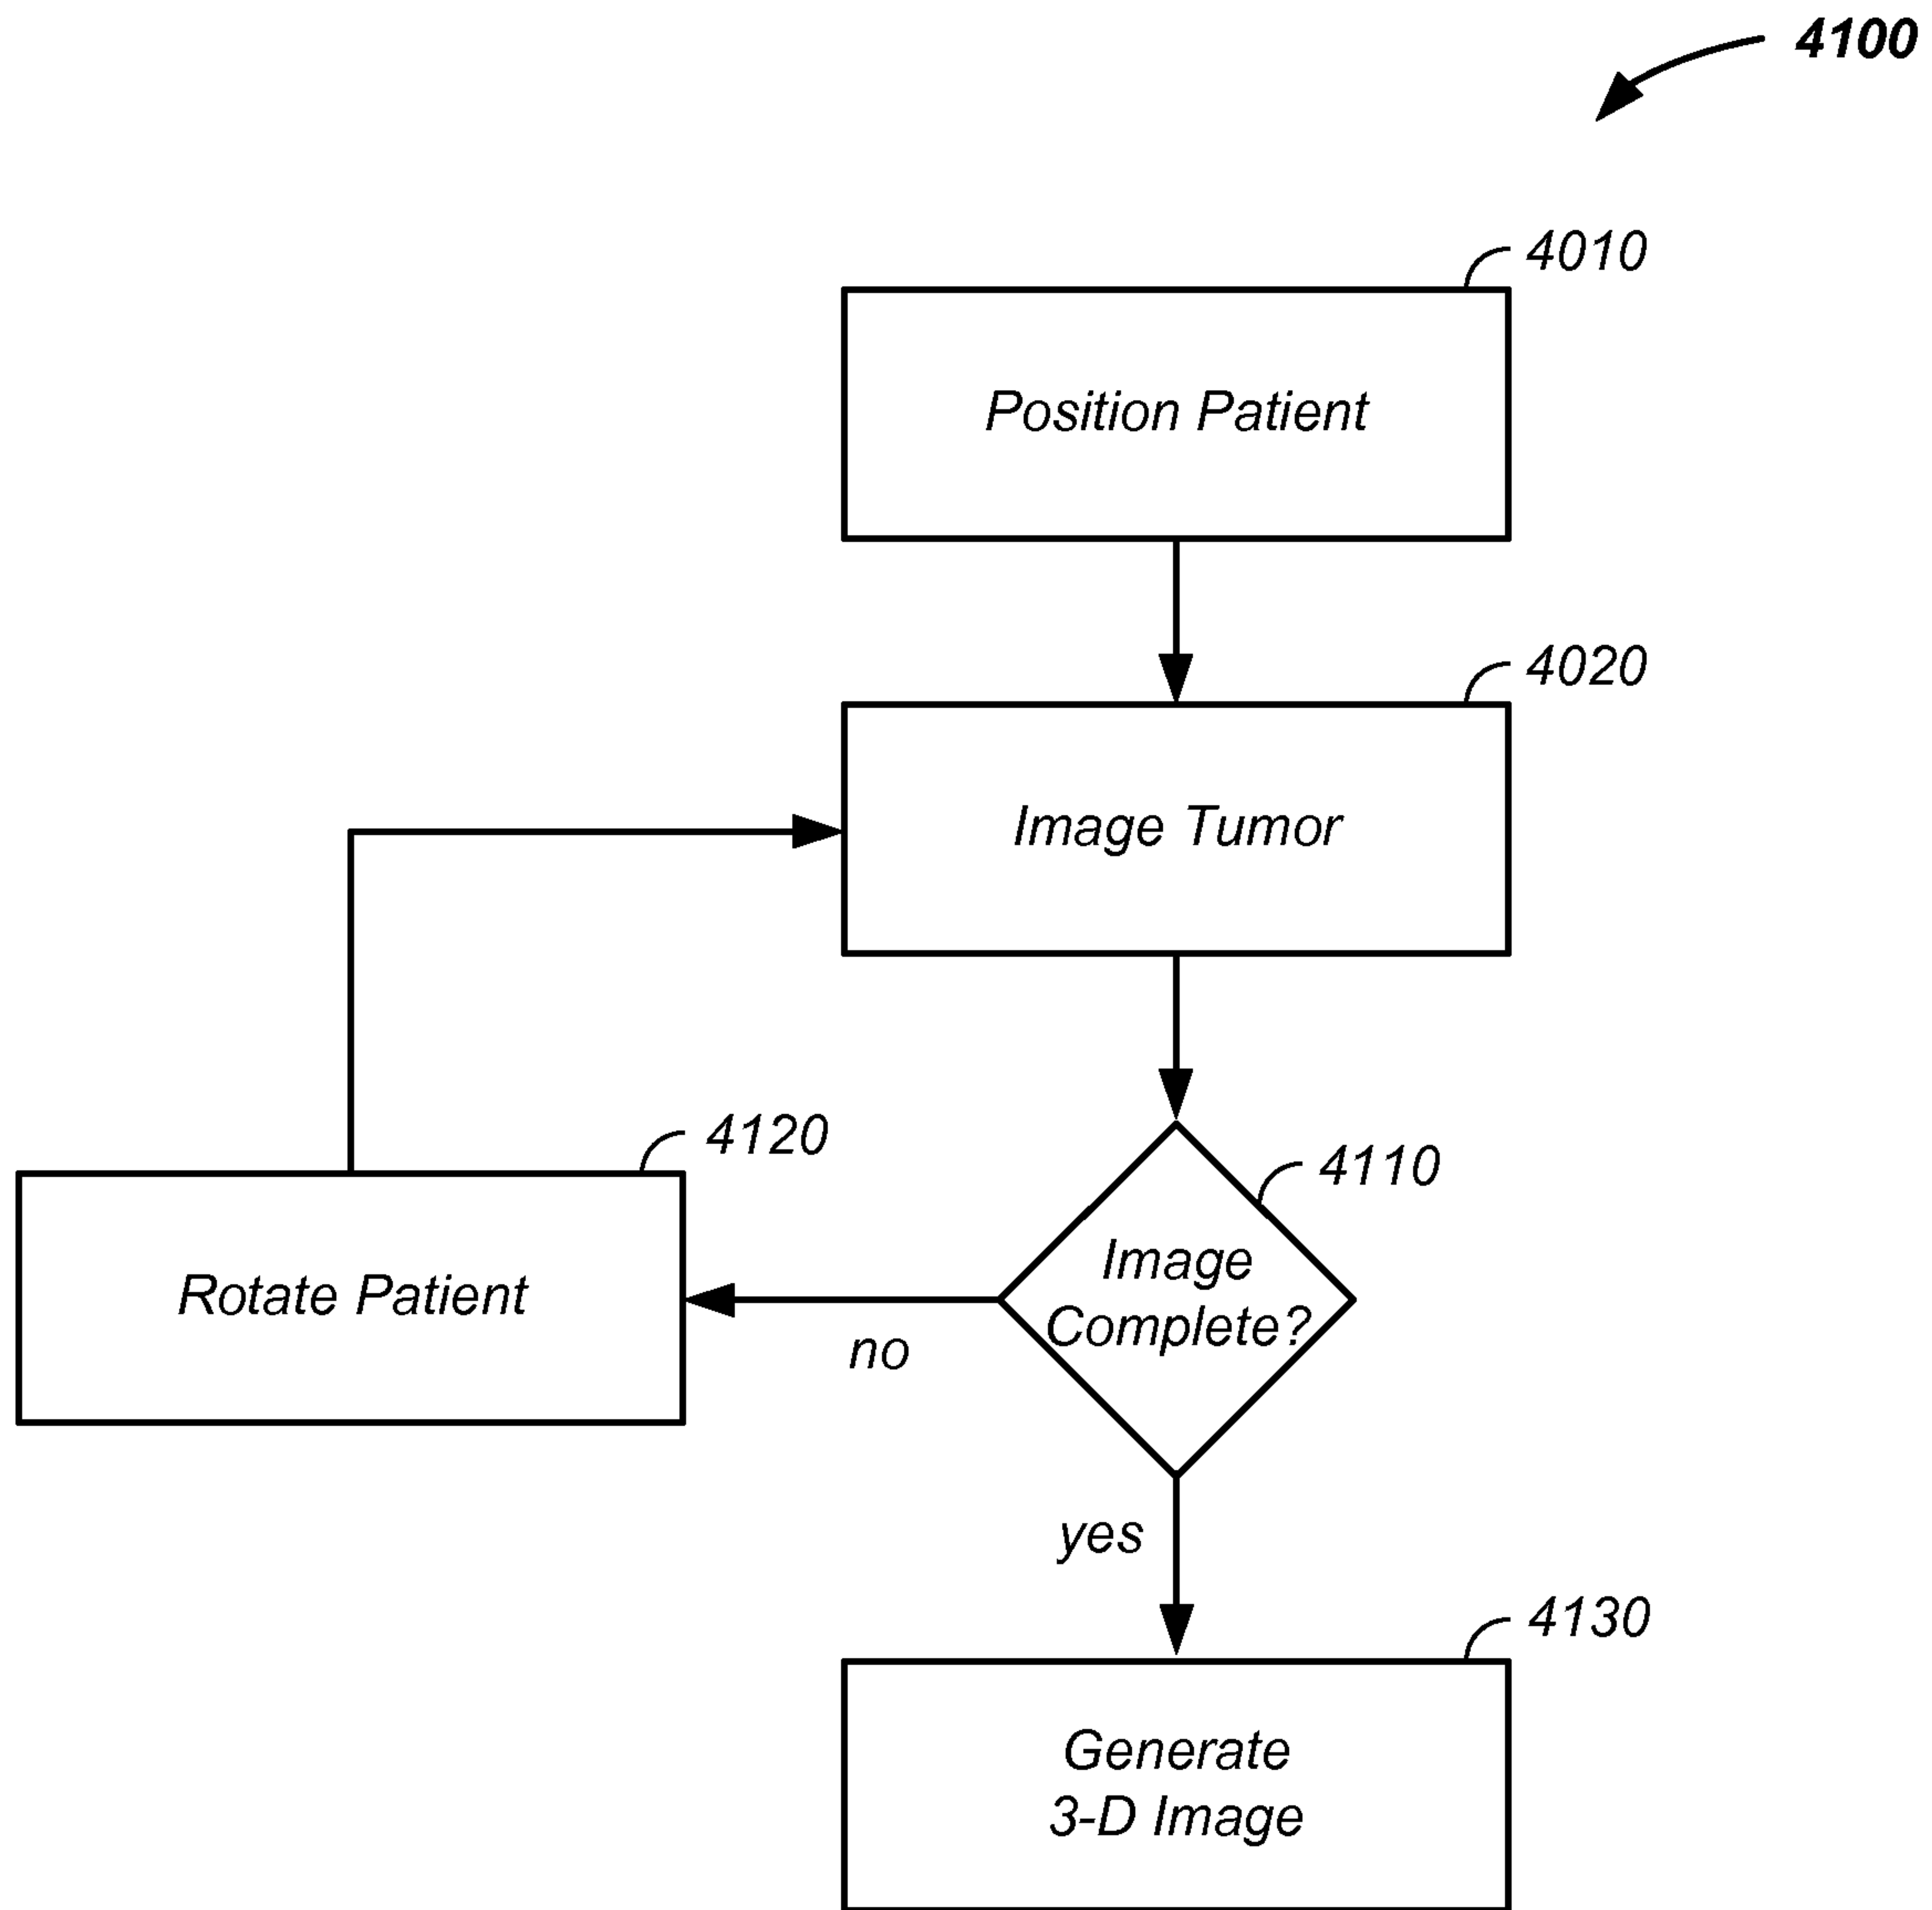 4100
4010
Position Patient
4020
Image Tumor
4120
4110
Rotate Patient
Image
Complete?
no
yes
4130
Generate
3-D Image